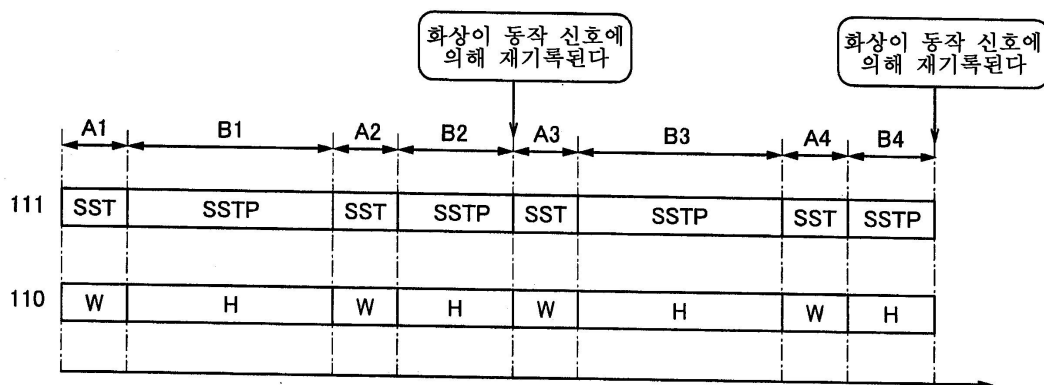 화상이 동작 신호에
의해 재기록된다
화상이 동작 신호에
의해 재기록된다
A1 B1 A2 B2 A3 B3 A4 B4
111 SST SSTP SST SSTP SST SSTP SST SSTP
110 W H W H W H W H